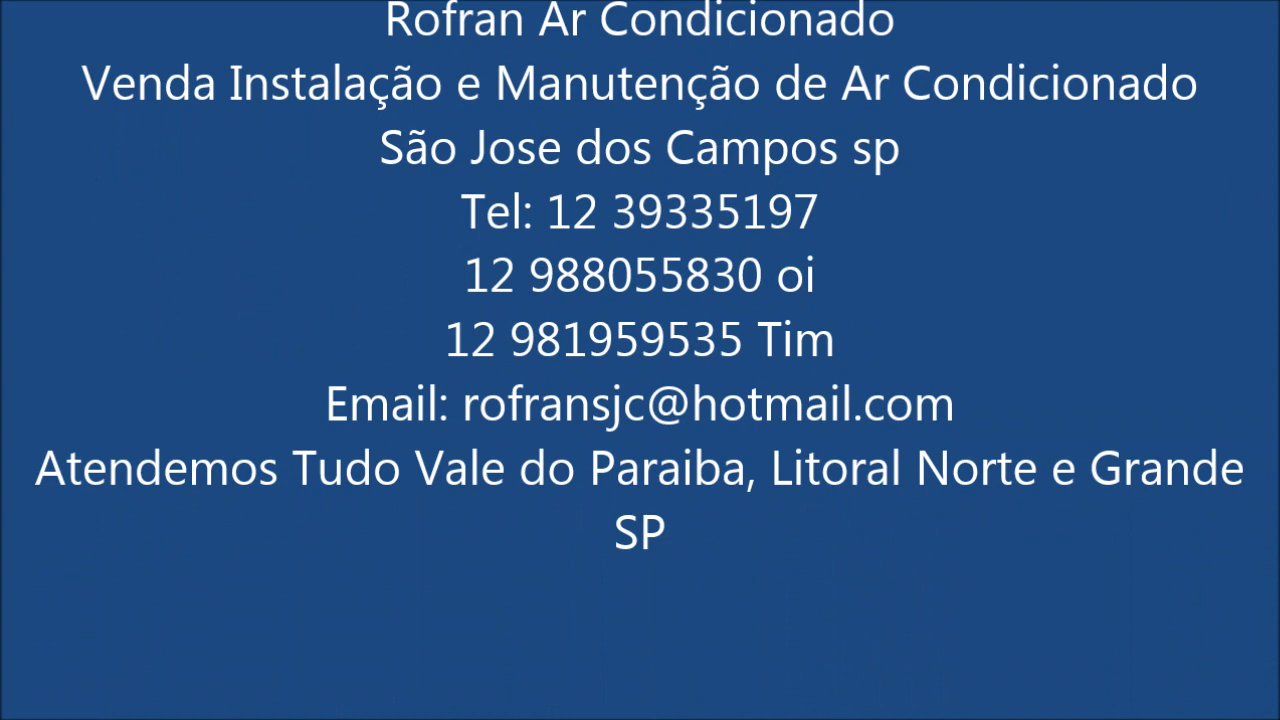 Rofran Ar Condicionado
Venda Instalação e Manutenção de Ar Condicionado
São Jose dos Campos sp
Tel: 12 39335197
12 988055830 oi
12 981959535 Tim
Email: rofransjc@hotmail.com
Atendemos Tudo Vale do Paraiba, Litoral Norte e Grande
SP